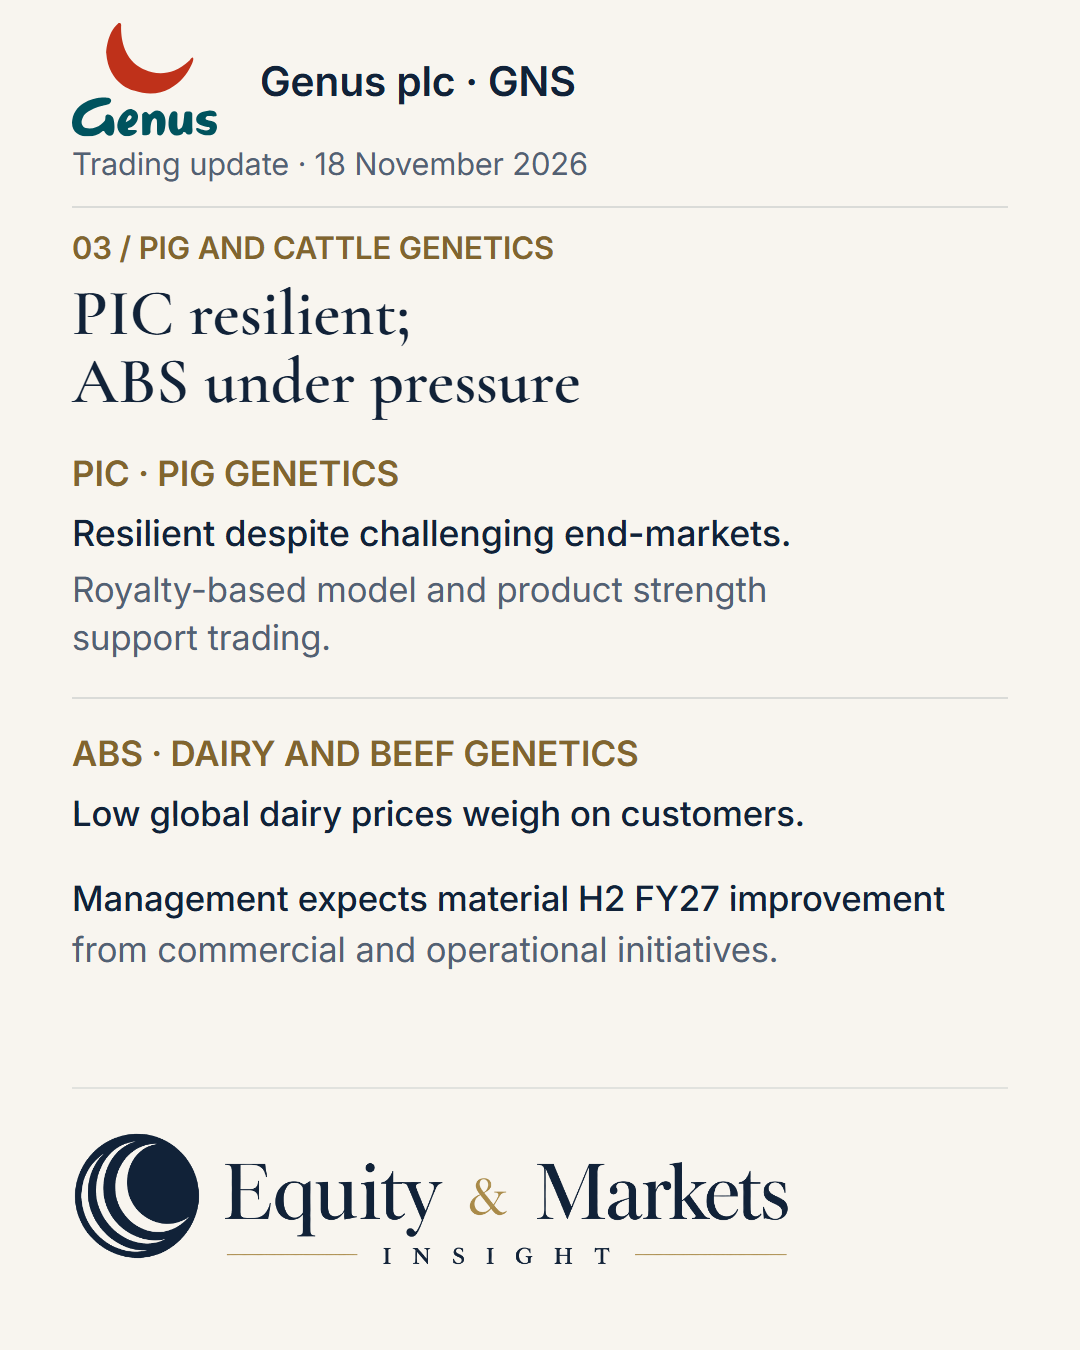 Genus
Genus plc · GNS
Trading update · 18 November 2026
03 / PIG AND CATTLE GENETICS
PIC resilient;
ABS under pressure
PIC · PIG GENETICS
Resilient despite challenging end-markets.
Royalty-based model and product strength
support trading.
ABS · DAIRY AND BEEF GENETICS
Low global dairy prices weigh on customers.
Management expects material H2 FY27 improvement
from commercial and operational initiatives.
Equity & Markets
INSIGHT